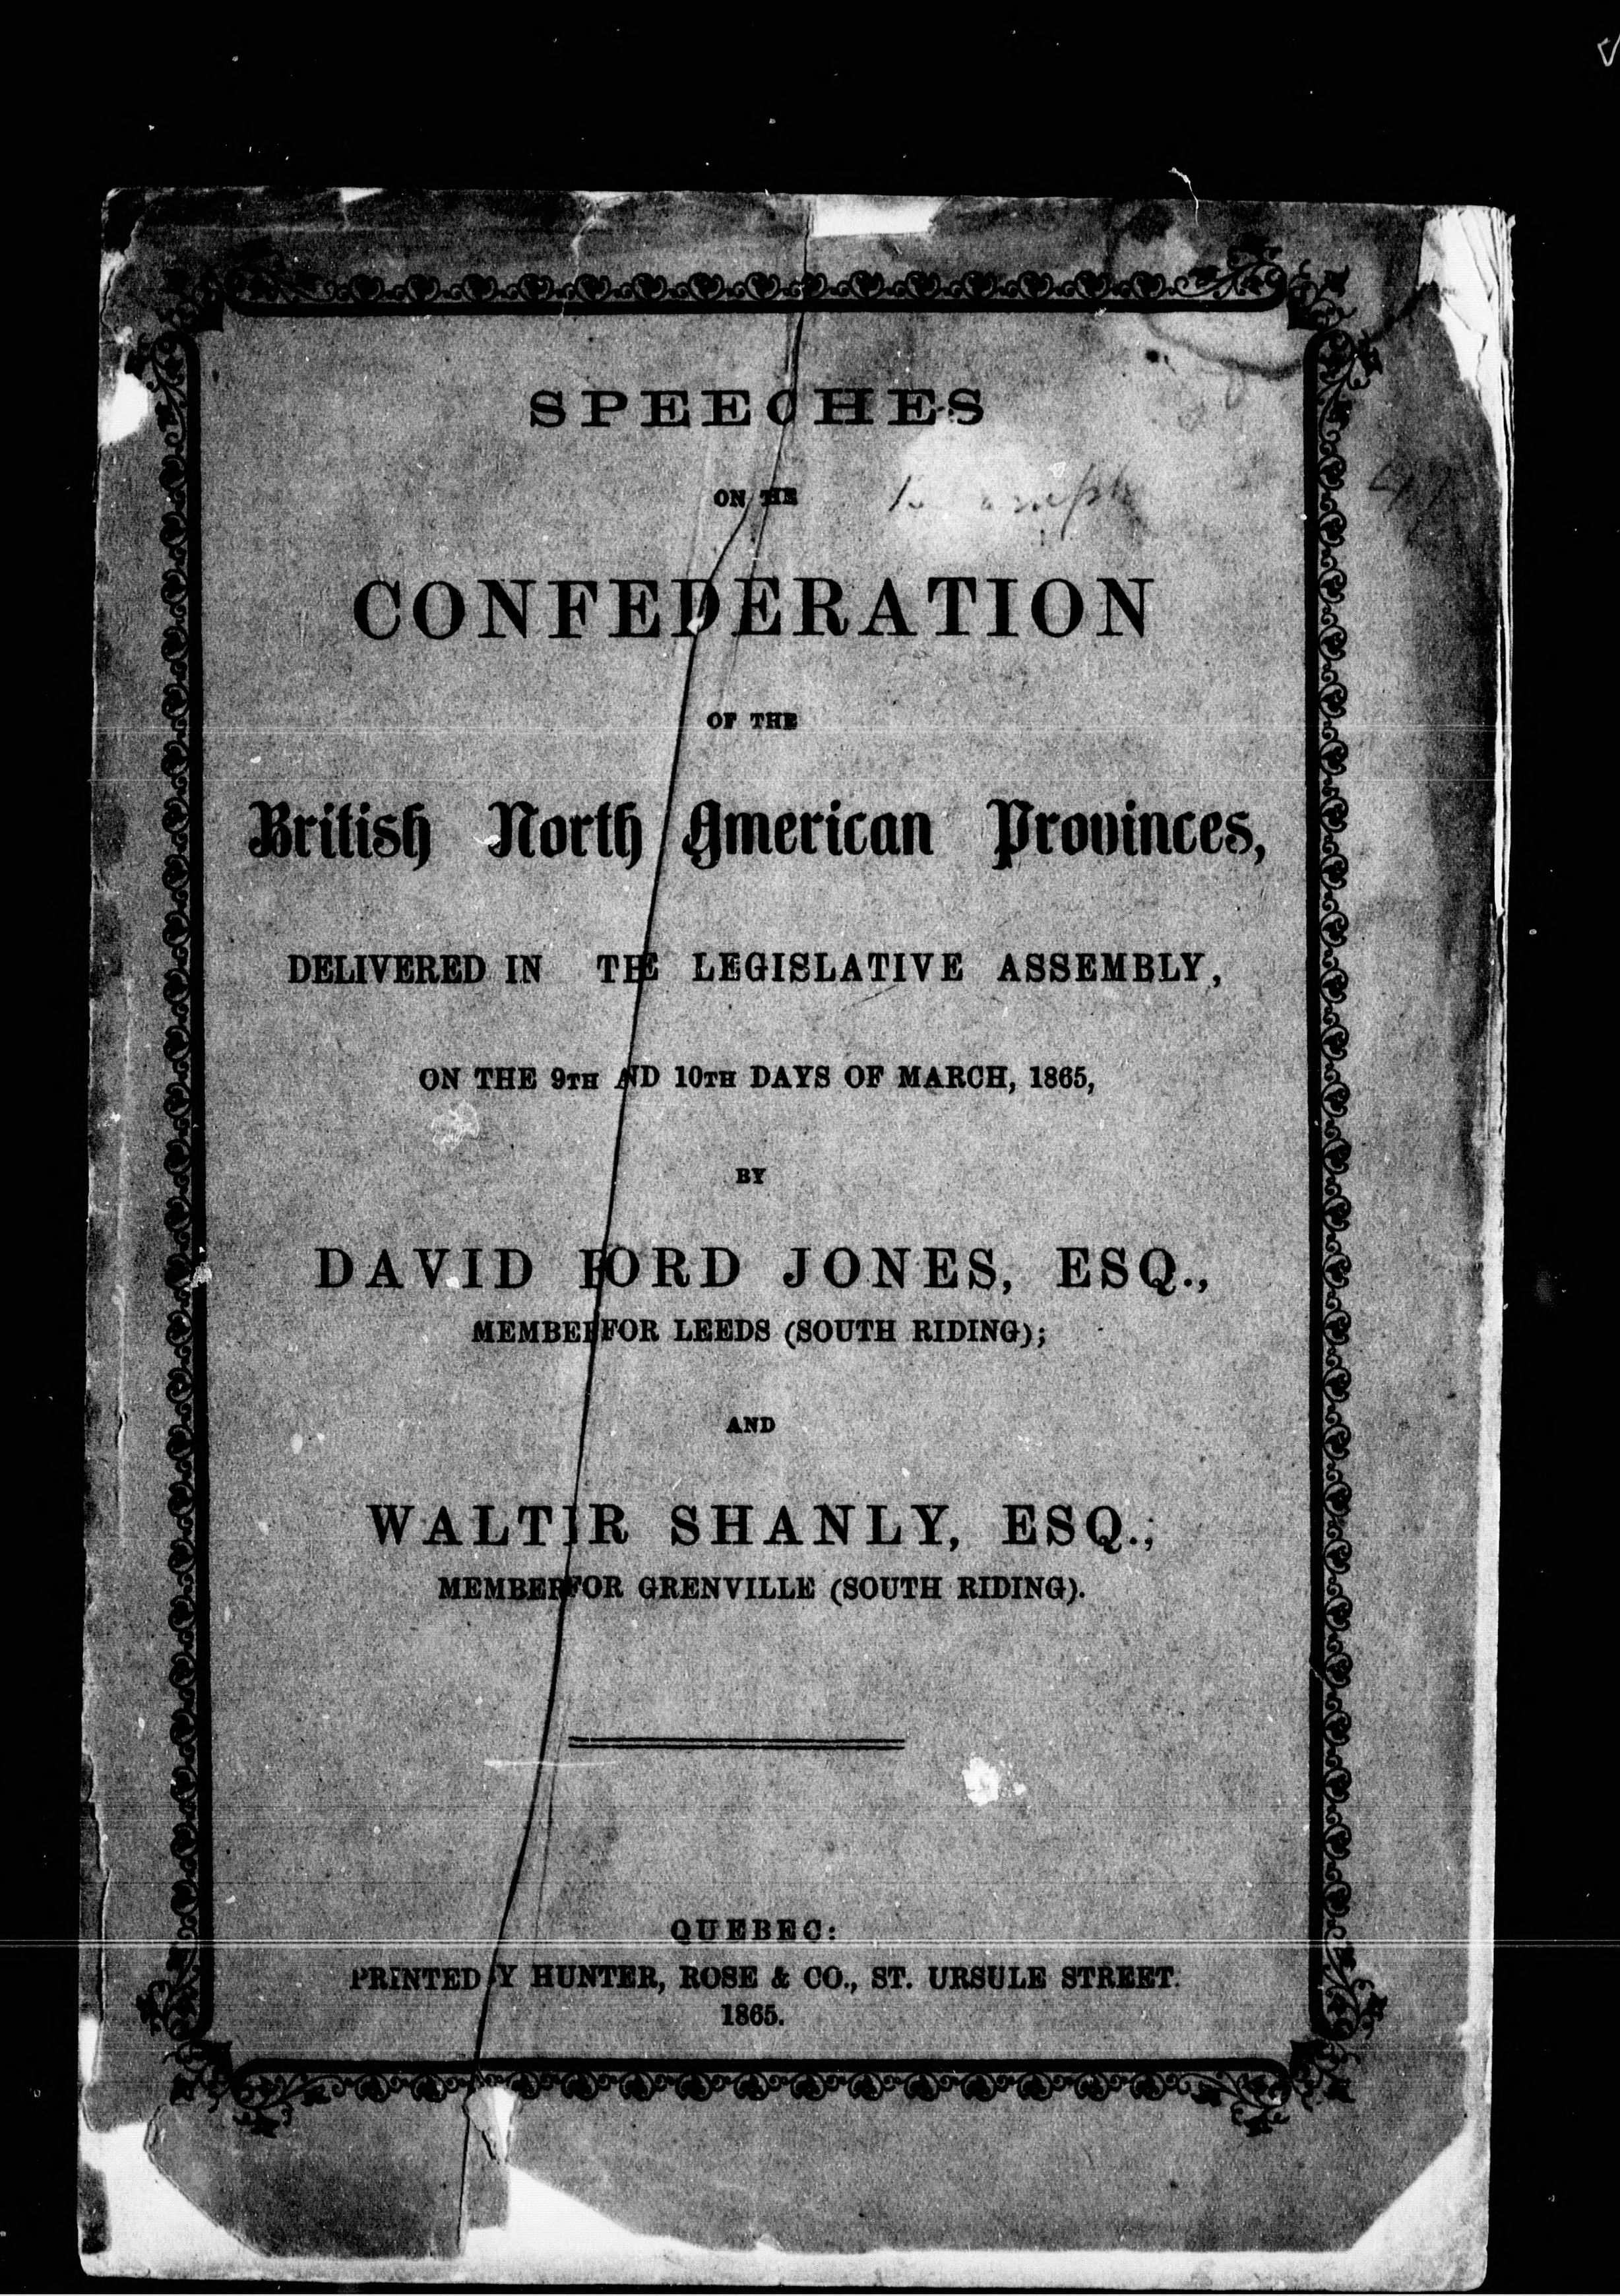 SPEECHES
ON THE
CONFEDERATION
OF THE
British North American Provinces,
DELIVERED IN THE LEGISLATIVE ASSEMBLY,
ON THE 9TH AND 10TH DAYS OF MARCH, 1865,
BY
DAVID FORD JONES, ESQ.,
MEMBER FOR LEEDS (SOUTH RIDING);
AND
WALTER SHANLY, ESQ.,
MEMBER FOR GRENVILLE (SOUTH RIDING).
QUEBEC:
PRINTED BY HUNTER, ROSE & CO., ST. URSULE STREET.
1865.